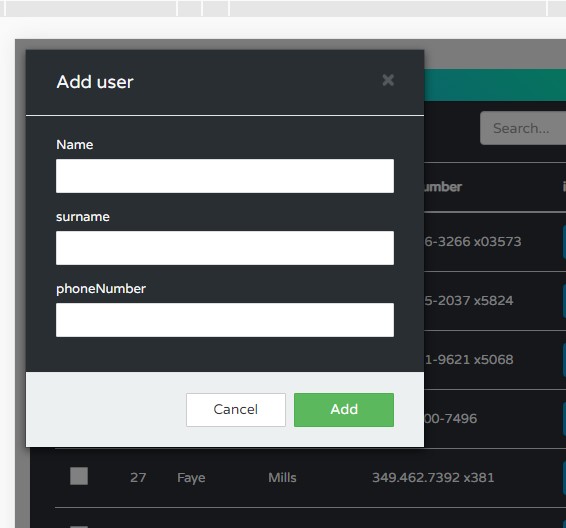 Add user
×
Search...
Name
umber
surname
6-3266 x03573
phoneNumber
5-2037 x5824
1-9621 x5068
Cancel
Add
00-7496
27 Faye Mills 349.462.7392 x381